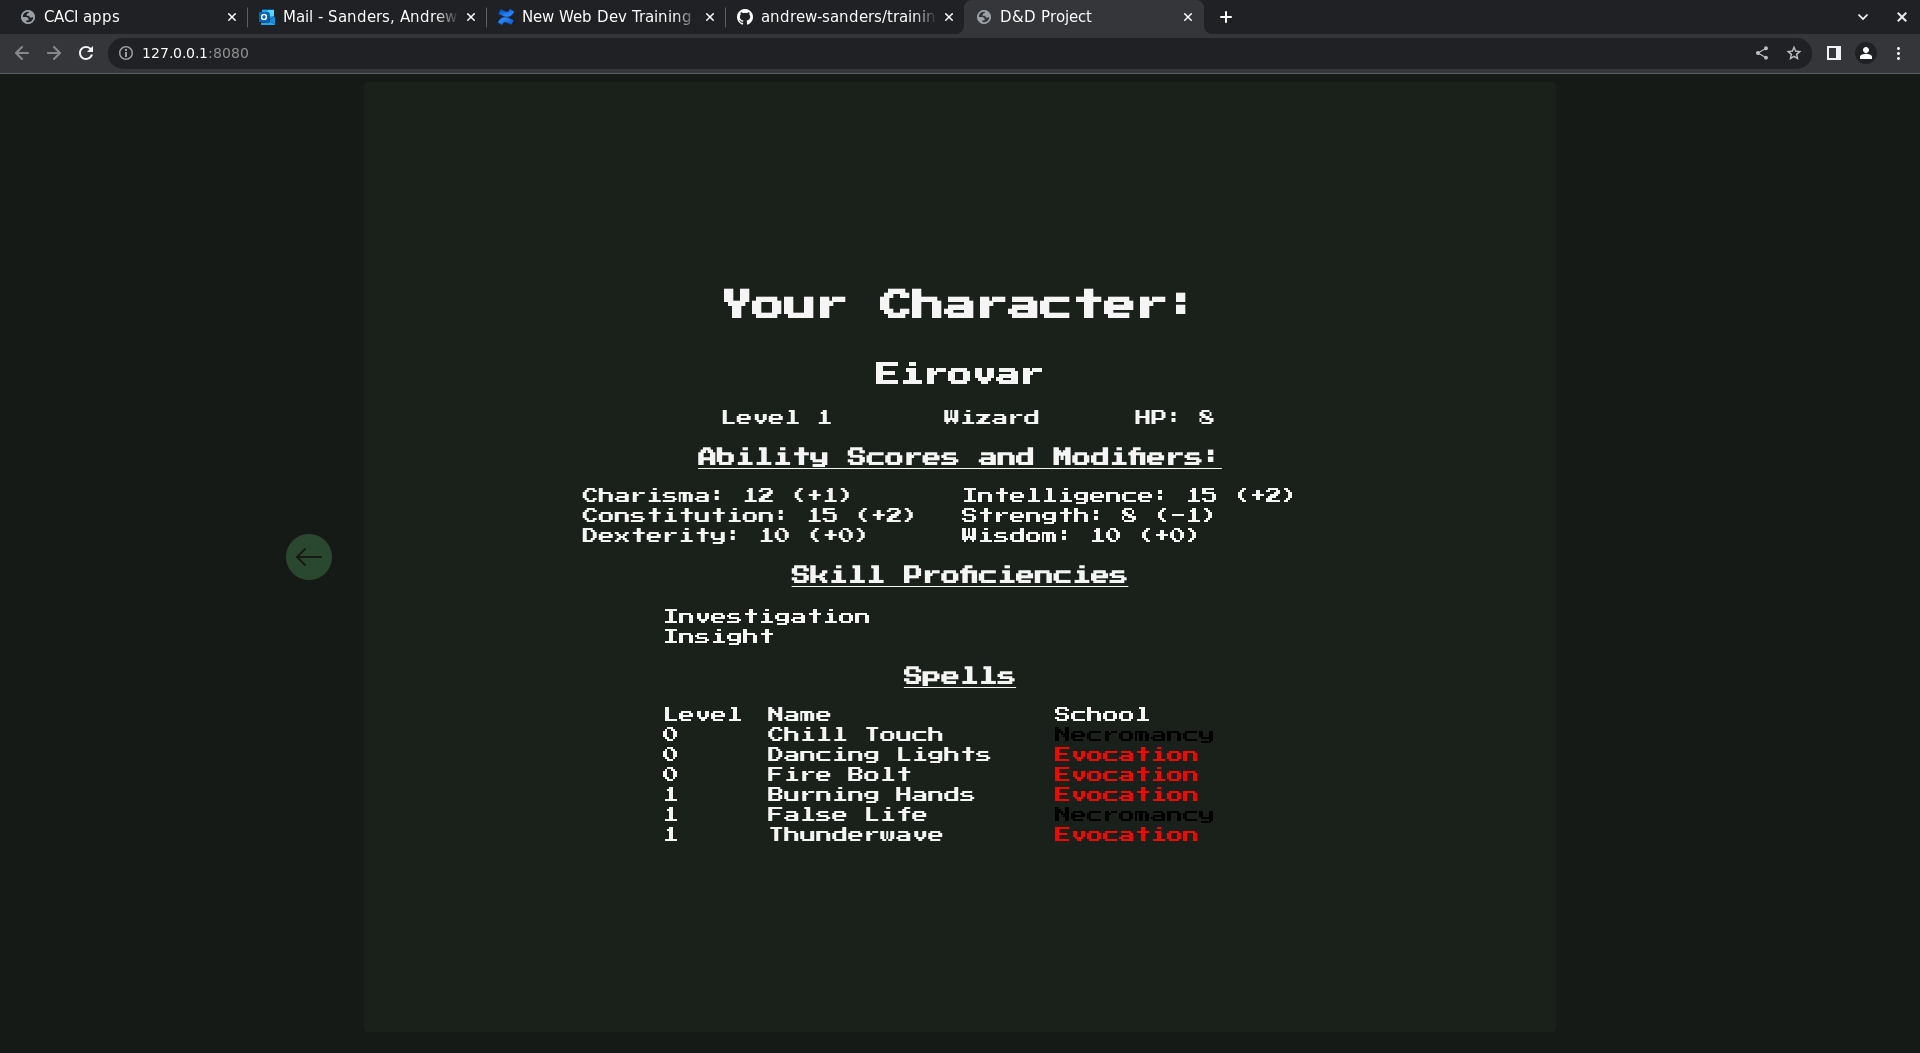 CACI apps
Mail - Sanders, Andrew
New Web Dev Training
andrew-sanders/trainin
D&D Project
127.0.0.1:8080
Your Character:
Eirovar
Level 1 Wizard HP: 8
Ability Scores and Modifiers:
Charisma: 12 (+1) Intelligence: 15 (+2)
Constitution: 15 (+2) Strength: 8 (-1)
Dexterity: 10 (+0) Wisdom: 10 (+0)
Skill Proficiencies
Investigation
Insight
Spells
Level Name School
0 Chill Touch Necromancy
0 Dancing Lights Evocation
0 Fire Bolt Evocation
1 Burning Hands Evocation
1 False Life Necromancy
1 Thunderwave Evocation